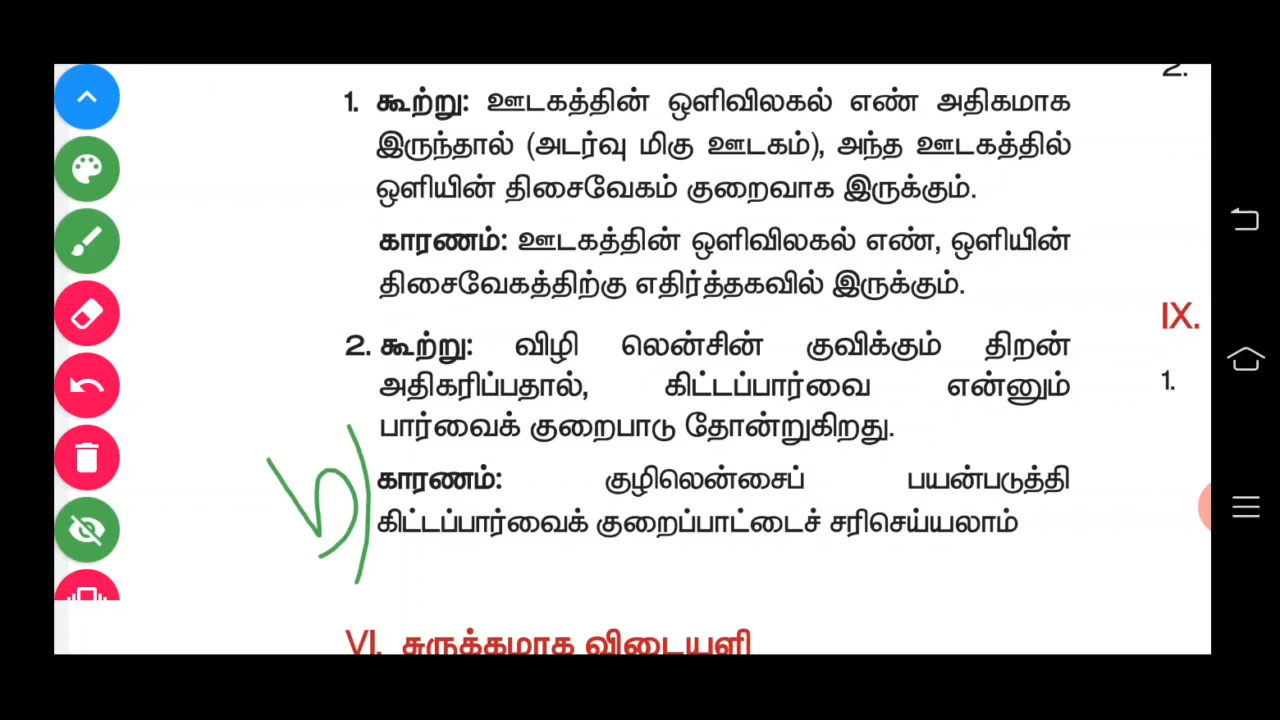 2.
1. கூற்று: ஊடகத்தின் ஒளிவிலகல் எண் அதிகமாக
இருந்தால் (அடர்வு மிகு ஊடகம்), அந்த ஊடகத்தில்
ஒளியின் திசைவேகம் குறைவாக இருக்கும்.
காரணம்: ஊடகத்தின் ஒளிவிலகல் எண், ஒளியின்
திசைவேகத்திற்கு எதிர்த்தகவில் இருக்கும்.
IX.
2. கூற்று: விழி லென்சின் குவிக்கும் திறன்
அதிகரிப்பதால், கிட்டப்பார்வை என்னும்
1.
பார்வைக் குறைபாடு தோன்றுகிறது.
b)
காரணம்: குழிலென்சைப் பயன்படுத்தி
கிட்டப்பார்வைக் குறைப்பாட்டைச் சரிசெய்யலாம்
VI. சுருக்கமாக விடையளி